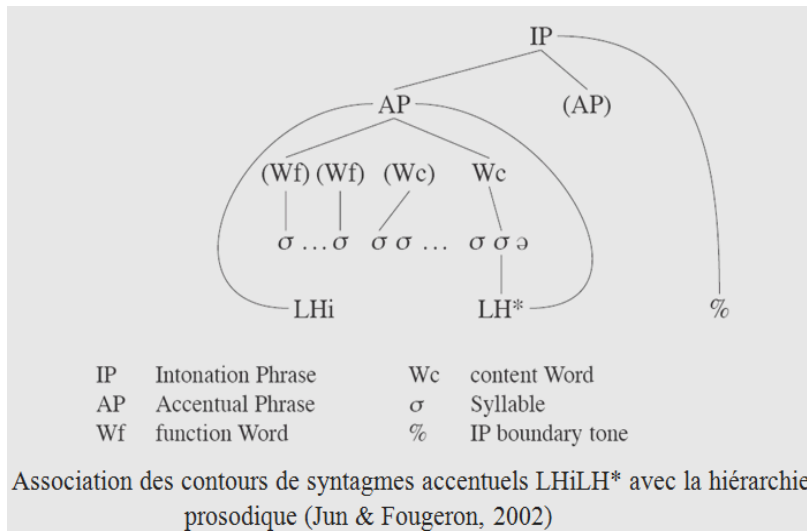 IP
AP (AP)
(Wf) (Wf) (Wc) Wc
σ ... σ σ σ ... σ σ ə
LHi LH* %
IP Intonation Phrase Wc content Word
AP Accentual Phrase σ Syllable
Wf function Word % IP boundary tone
Association des contours de syntagmes accentuels LHiLH* avec la hiérarchie
prosodique (Jun & Fougeron, 2002)